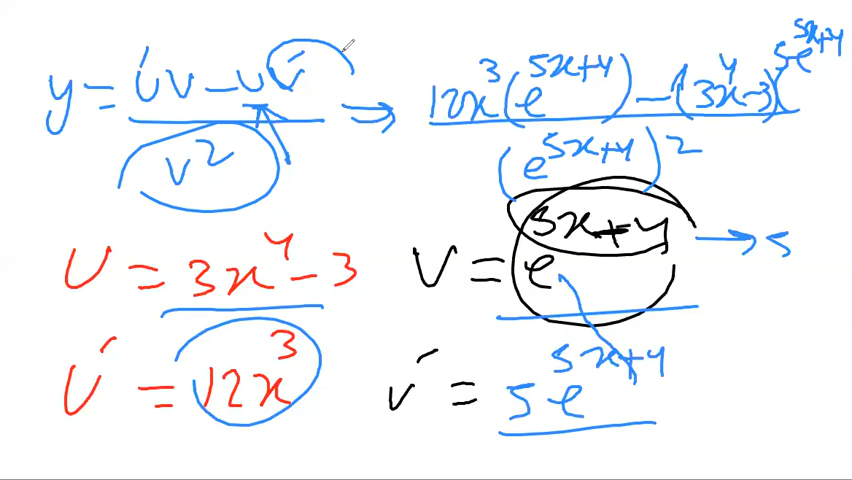 y = U′V − UV′ / V² → 12x³(e^(5x+4)) − (3x⁴−3)(5e^(5x+4)) / (e^(5x+4))²
U = 3x⁴ − 3
V = e^(5x+4) → 5
U′ = 12x³
V′ = 5e^(5x+4)